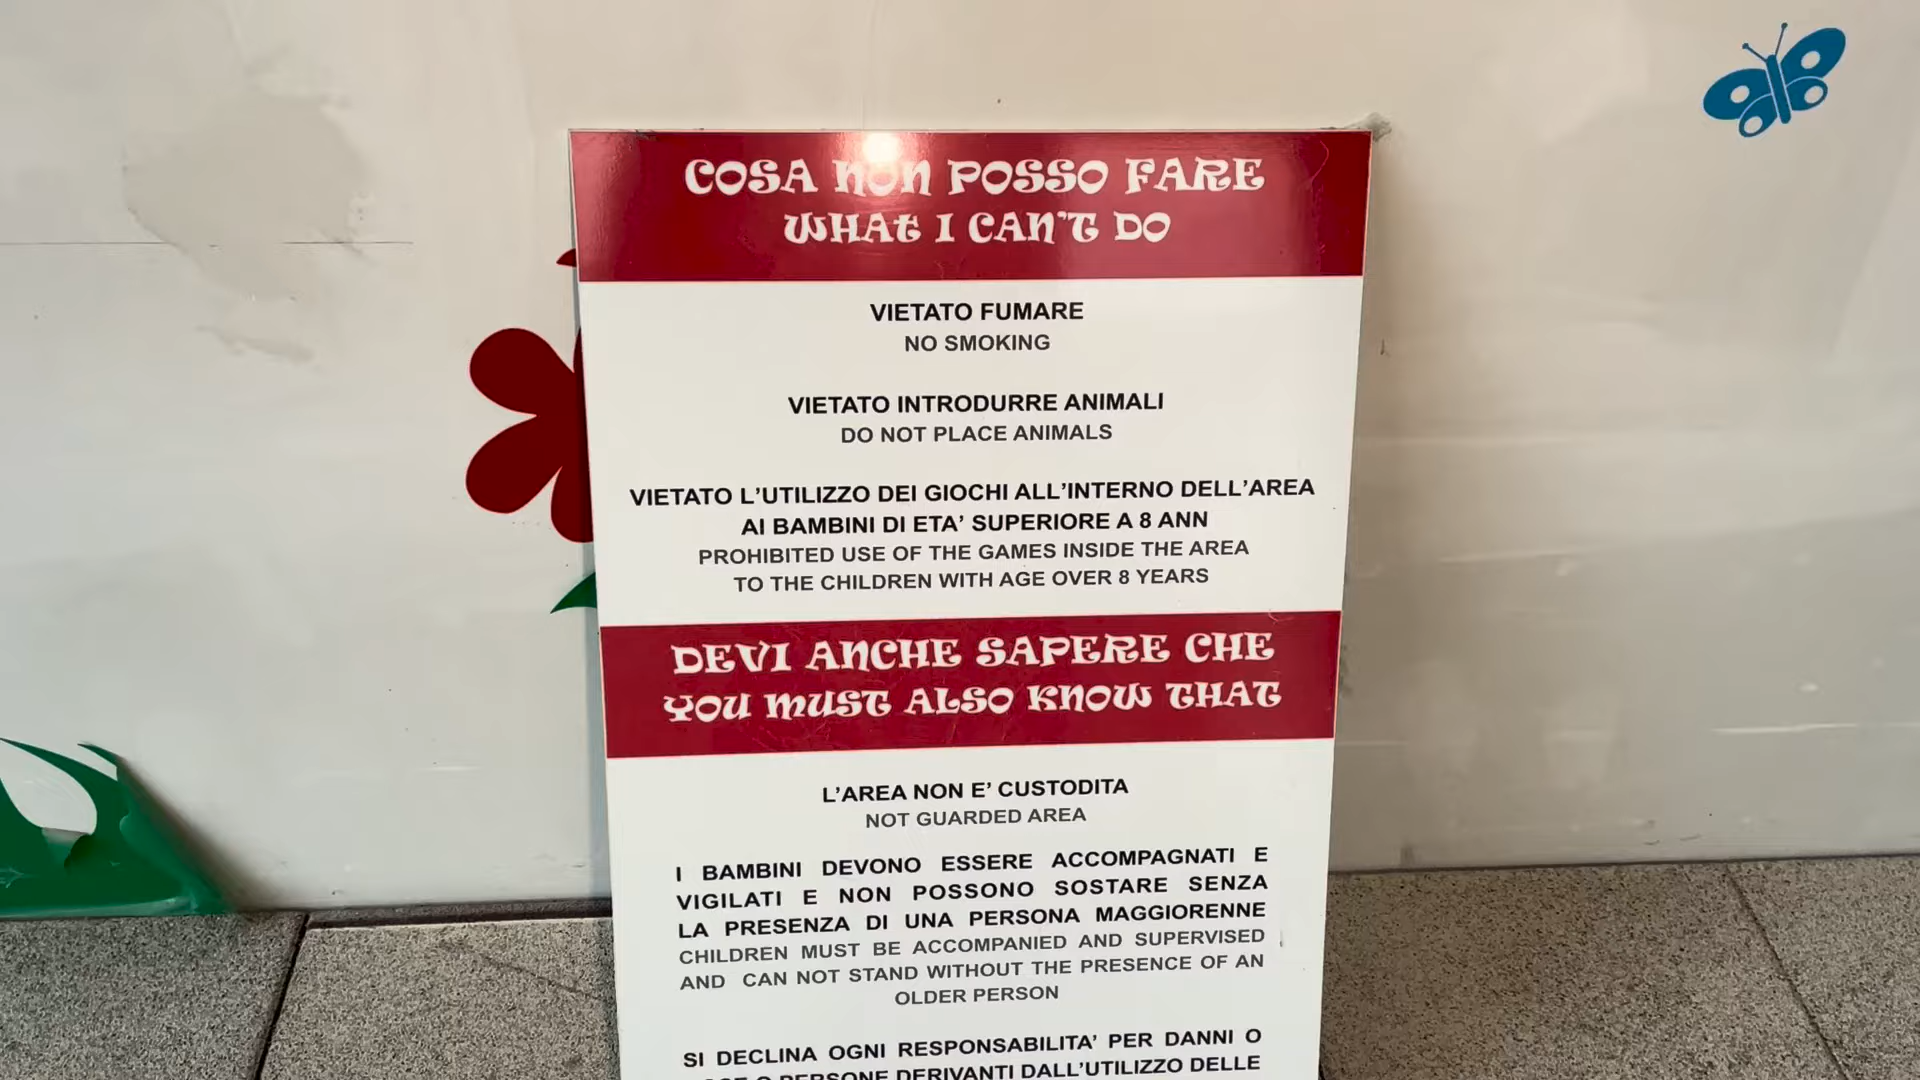 COSA NON POSSO FARE
WHAT I CAN'T DO
VIETATO FUMARE
NO SMOKING
VIETATO INTRODURRE ANIMALI
DO NOT PLACE ANIMALS
VIETATO L'UTILIZZO DEI GIOCHI ALL'INTERNO DELL'AREA
AI BAMBINI DI ETA' SUPERIORE A 8 ANN
PROHIBITED USE OF THE GAMES INSIDE THE AREA
TO THE CHILDREN WITH AGE OVER 8 YEARS
DEVI ANCHE SAPERE CHE
YOU MUST ALSO KNOW THAT
L'AREA NON E' CUSTODITA
NOT GUARDED AREA
I BAMBINI DEVONO ESSERE ACCOMPAGNATI E
VIGILATI E NON POSSONO SOSTARE SENZA
LA PRESENZA DI UNA PERSONA MAGGIORENNE
CHILDREN MUST BE ACCOMPANIED AND SUPERVISED
AND CAN NOT STAND WITHOUT THE PRESENCE OF AN
OLDER PERSON
SI DECLINA OGNI RESPONSABILITA' PER DANNI O
O PERSONE DERIVANTI DALL'UTILIZZO DELLE